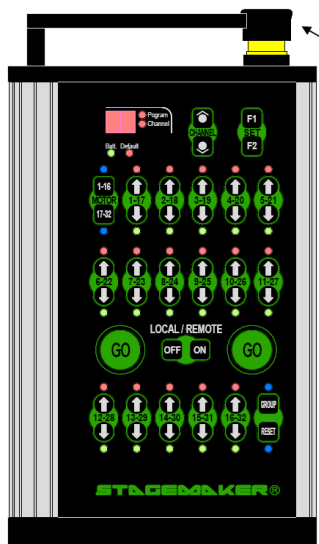 Pogram
Channel
F1
CHANNEL
SET
F2
Batt. Default
1-16
MOTOR
17-32
1-17 2-18 3-19 4-20 5-21
6-22 7-23 8-24 9-25 10-26 11-27
LOCAL / REMOTE
GO OFF ON GO
12-28 13-29 14-30 15-31 16-32
GROUP
RESET
STAGEMAKER®